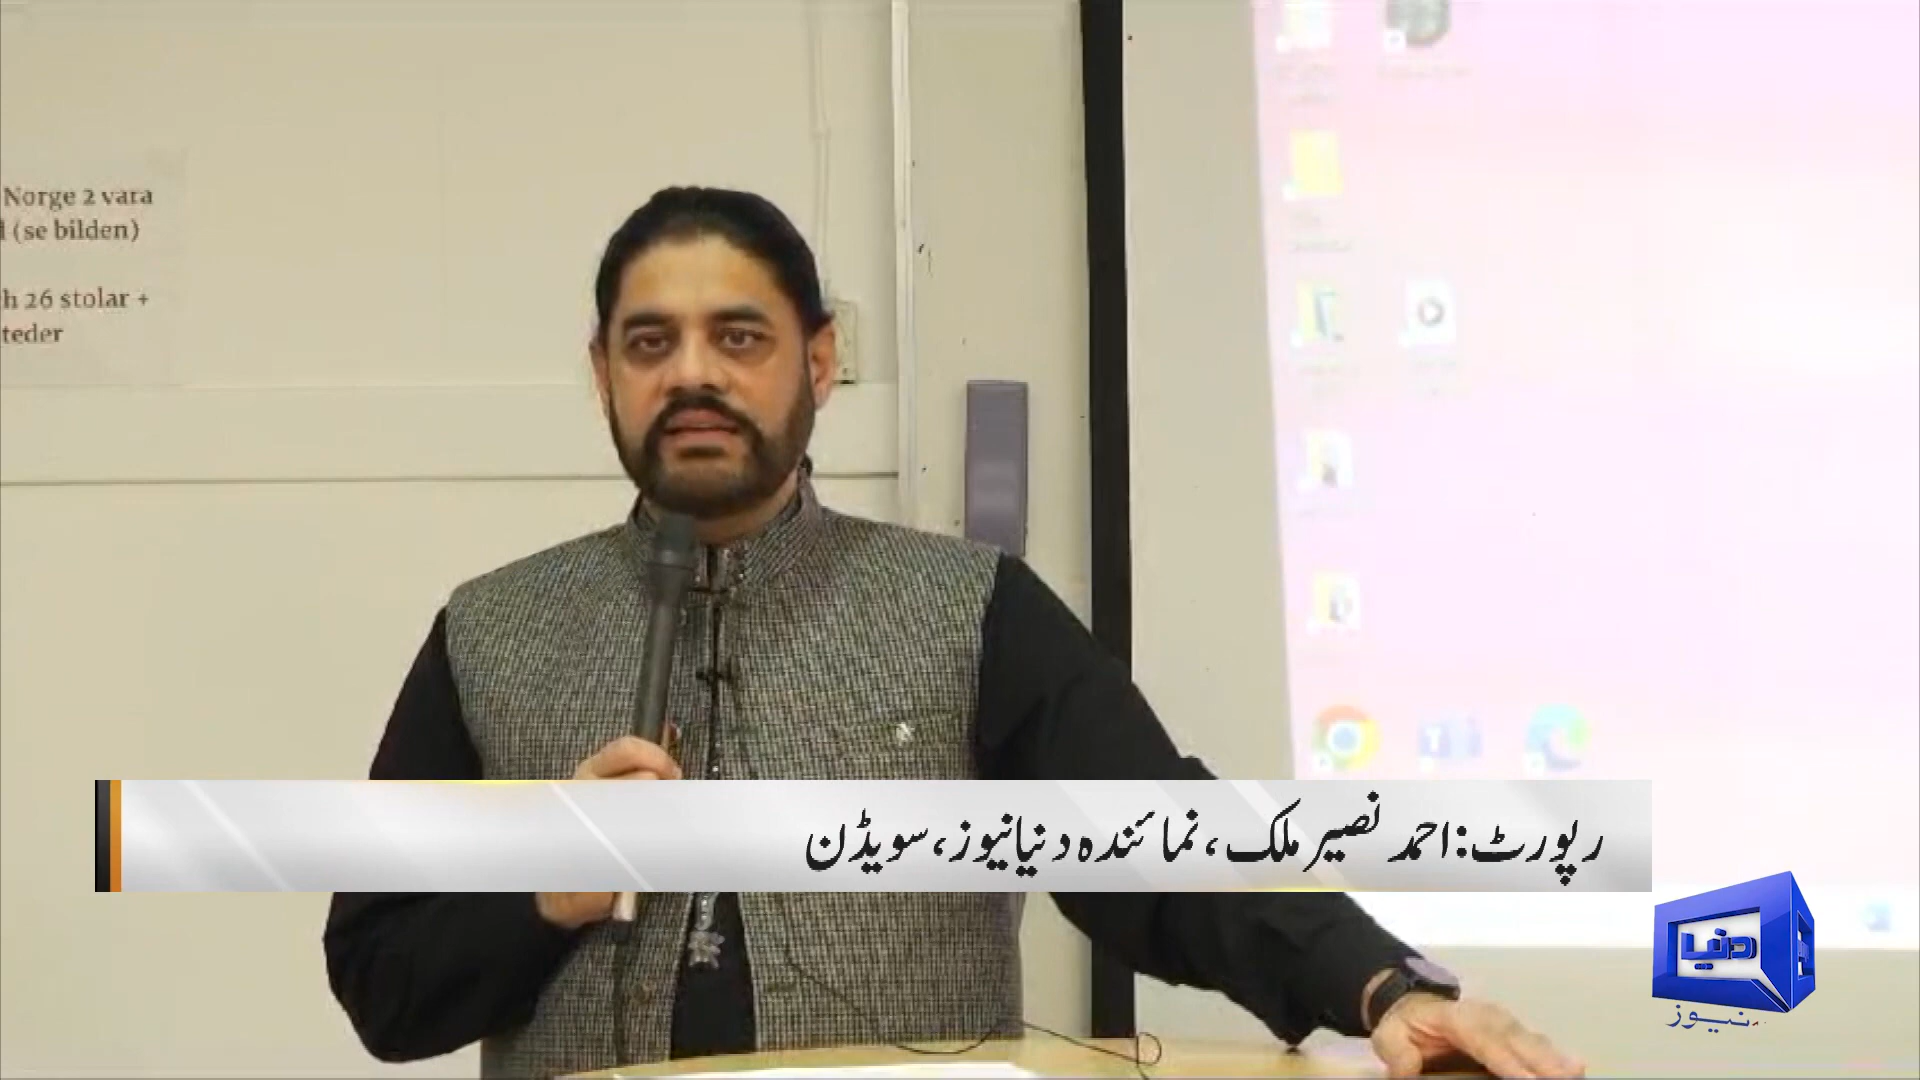 Norge 2 vara
(se bilden)
h 26 stolar +
teder
رپورٹ: احمد نصیر ملک، نمائندہ دنیا نیوز، سویڈن
دنیا
نیوز